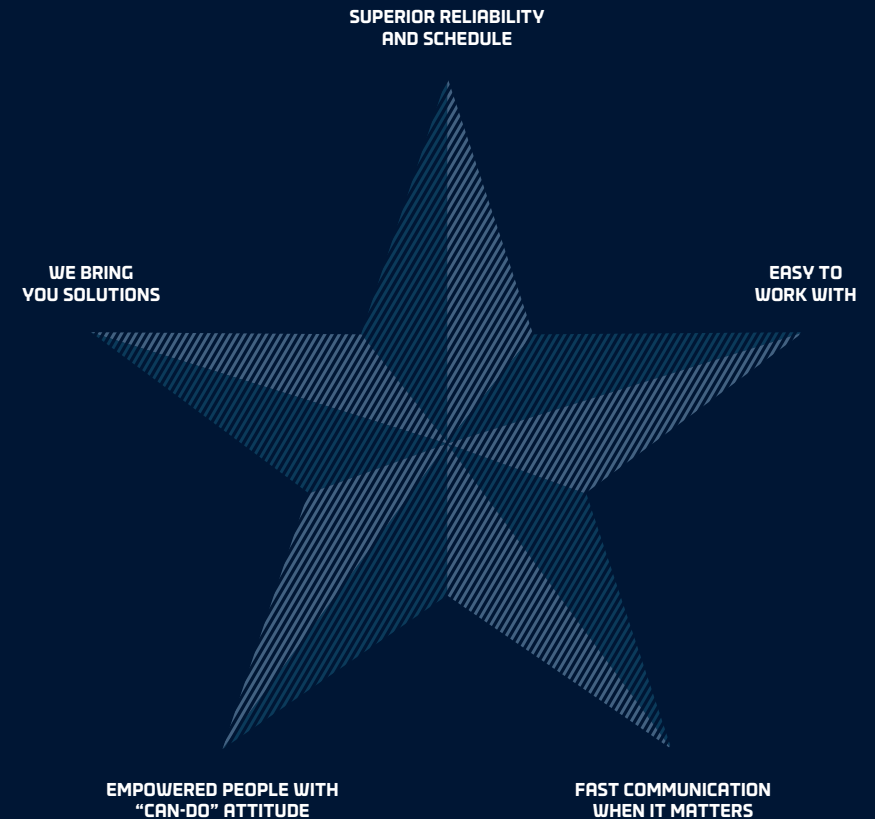 SUPERIOR RELIABILITY
AND SCHEDULE
WE BRING
YOU SOLUTIONS
EASY TO
WORK WITH
EMPOWERED PEOPLE WITH
“CAN-DO” ATTITUDE
FAST COMMUNICATION
WHEN IT MATTERS